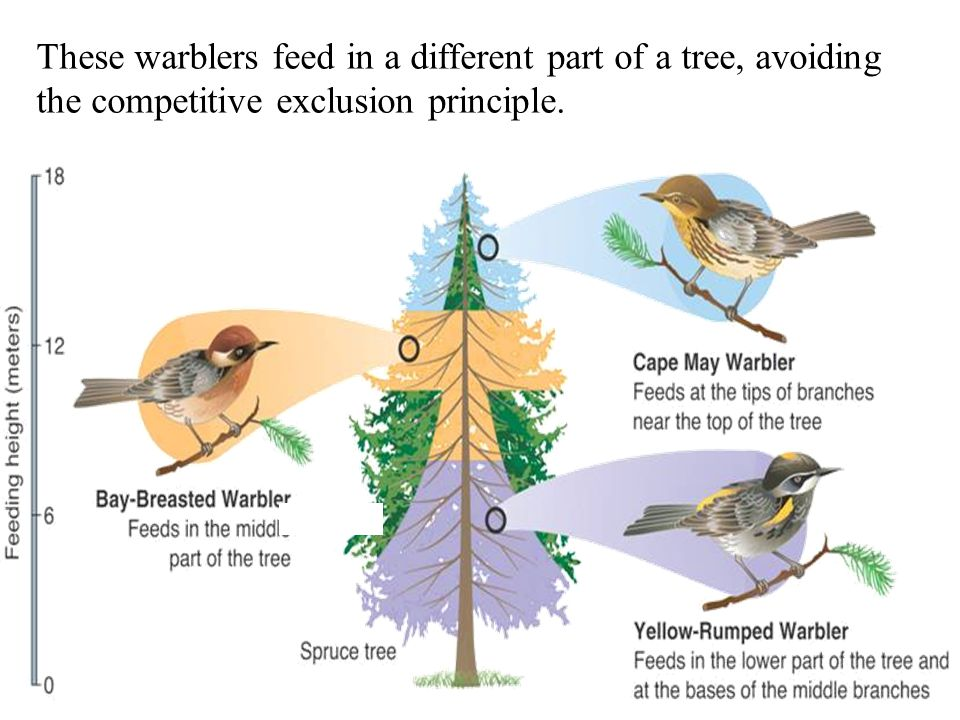 These warblers feed in a different part of a tree, avoiding
the competitive exclusion principle.
18
12
6
0
Feeding height (meters)
Cape May Warbler
Feeds at the tips of branches
near the top of the tree
Bay-Breasted Warbler
Feeds in the middl
part of the tree
Spruce tree
Yellow-Rumped Warbler
Feeds in the lower part of the tree and
at the bases of the middle branches